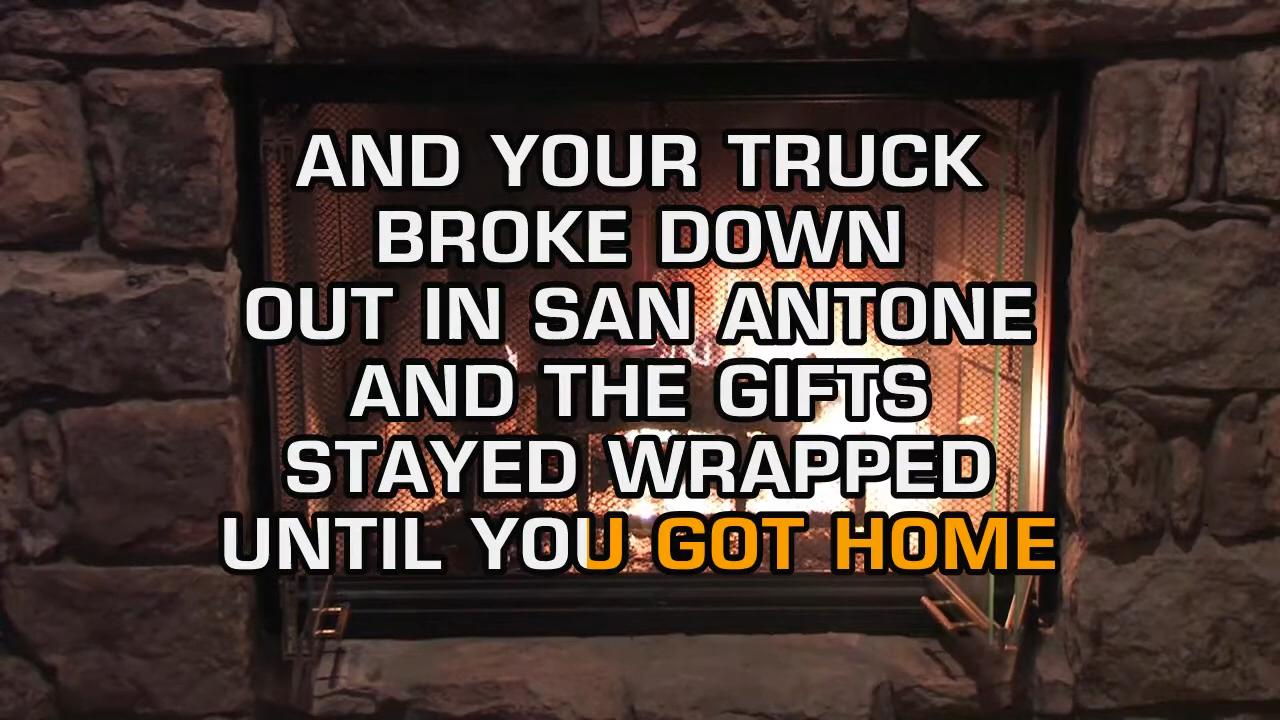 AND YOUR TRUCK
BROKE DOWN
OUT IN SAN ANTONE
AND THE GIFTS
STAYED WRAPPED
UNTIL YOU GOT HOME